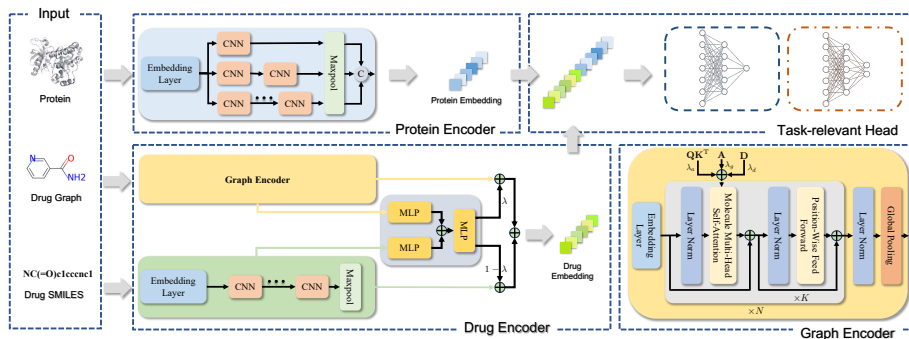 Input
Protein
Drug Graph
N
O
NH2
NC(=O)c1cccnc1
Drug SMILES
Embedding
Layer
CNN
CNN
CNN
CNN
CNN
Maxpool
C
Protein Encoder
Protein Embedding
Task-relevant Head
Graph Encoder
MLP
MLP
MLP
λ
1 − λ
Embedding
Layer
CNN
CNN
Maxpool
Drug Encoder
Drug
Embedding
QK^T A D
λa λg λd
Embedding
Layer
Layer Norm
Molecule Multi-Head
Self-Attention
Layer Norm
Position-Wise Feed
Forward
Layer Norm
Global Pooling
×K
×N
Graph Encoder